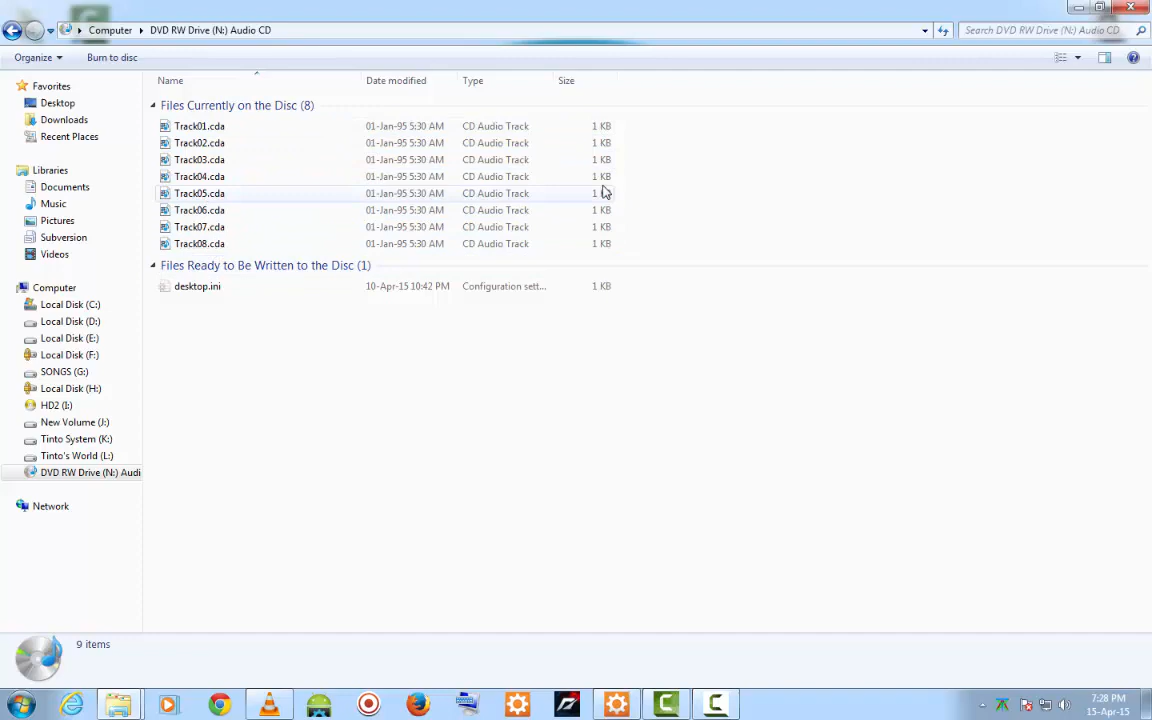 Computer DVD RW Drive (N:) Audio CD Search DVD RW Drive (N:) Audio CD
Organize Burn to disc
Name Date modified Type Size
Favorites
Desktop
Downloads
Recent Places
Libraries
Documents
Music
Pictures
Subversion
Videos
Computer
Local Disk (C:)
Local Disk (D:)
Local Disk (E:)
Local Disk (F:)
SONGS (G:)
Local Disk (H:)
HD2 (I:)
New Volume (J:)
Tinto System (K:)
Tinto's World (L:)
DVD RW Drive (N:) Audi
Network
Files Currently on the Disc (8)
Track01.cda 01-Jan-95 5:30 AM CD Audio Track 1 KB
Track02.cda 01-Jan-95 5:30 AM CD Audio Track 1 KB
Track03.cda 01-Jan-95 5:30 AM CD Audio Track 1 KB
Track04.cda 01-Jan-95 5:30 AM CD Audio Track 1 KB
Track05.cda 01-Jan-95 5:30 AM CD Audio Track 1 KB
Track06.cda 01-Jan-95 5:30 AM CD Audio Track 1 KB
Track07.cda 01-Jan-95 5:30 AM CD Audio Track 1 KB
Track08.cda 01-Jan-95 5:30 AM CD Audio Track 1 KB
Files Ready to Be Written to the Disc (1)
desktop.ini 10-Apr-15 10:42 PM Configuration sett... 1 KB
9 items
7:28 PM
15-Apr-15